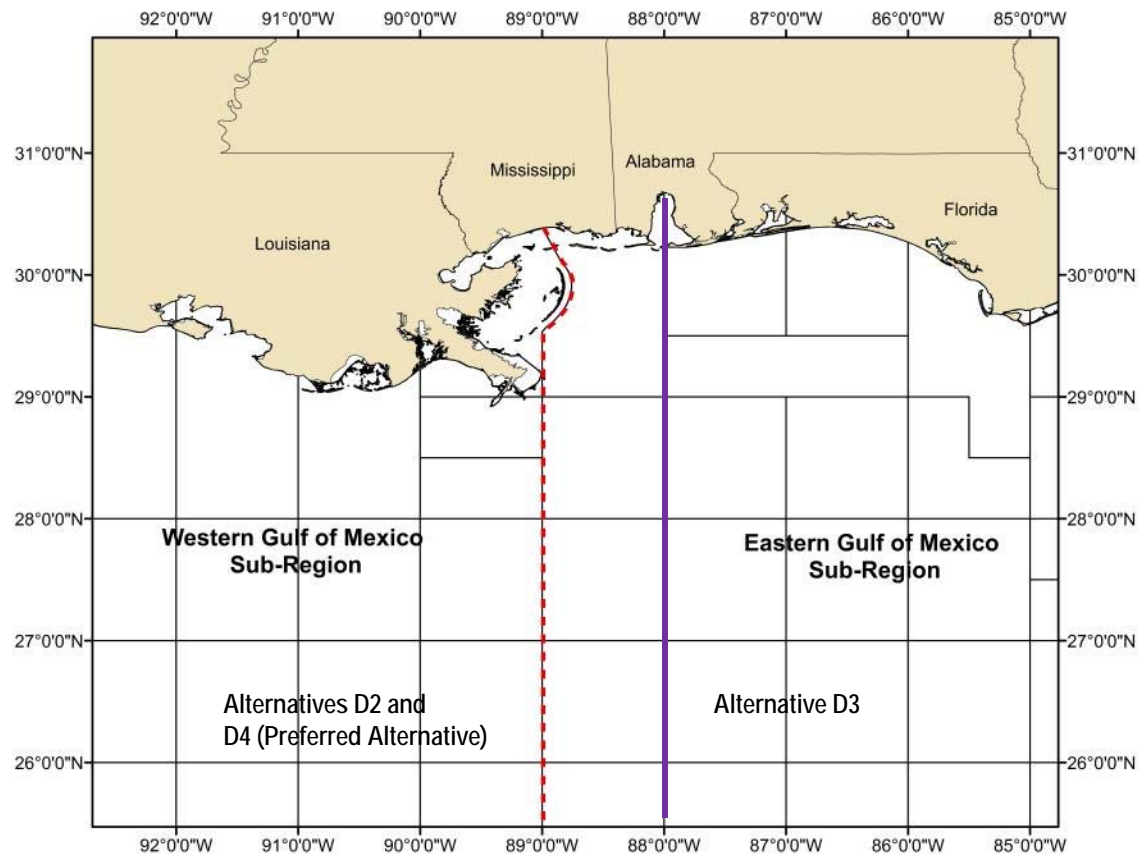 92°0'0"W 91°0'0"W 90°0'0"W 89°0'0"W 88°0'0"W 87°0'0"W 86°0'0"W 85°0'0"W
31°0'0"N 31°0'0"N
Mississippi Alabama
Louisiana Florida
30°0'0"N 30°0'0"N
29°0'0"N 29°0'0"N
28°0'0"N 28°0'0"N
Western Gulf of Mexico
Sub-Region
Eastern Gulf of Mexico
Sub-Region
27°0'0"N 27°0'0"N
Alternatives D2 and
D4 (Preferred Alternative)
Alternative D3
26°0'0"N 26°0'0"N
92°0'0"W 91°0'0"W 90°0'0"W 89°0'0"W 88°0'0"W 87°0'0"W 86°0'0"W 85°0'0"W